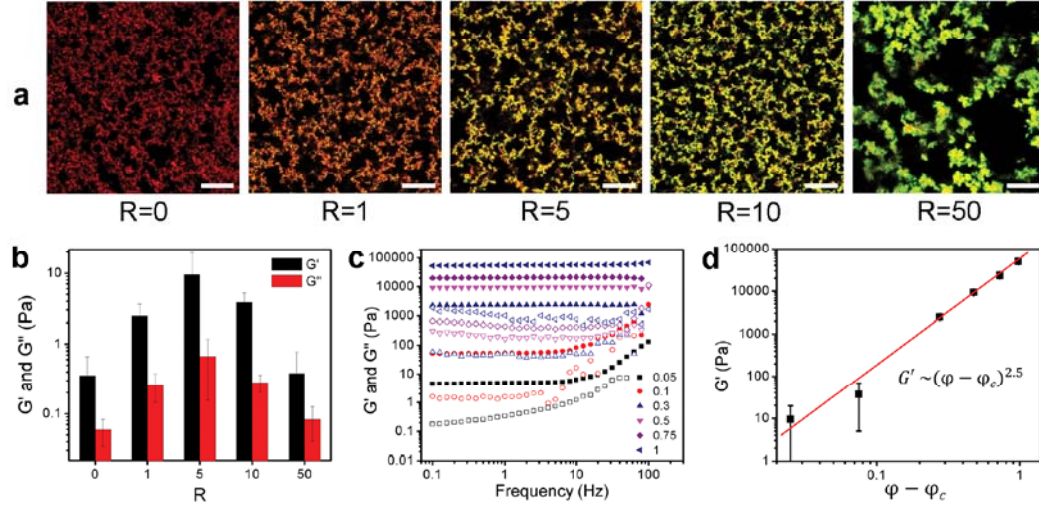 a
R=0
R=1
R=5
R=10
R=50
b
G' and G'' (Pa)
10
1
0.1
G'
G''
0
1
5
10
50
R
c
G' and G'' (Pa)
100000
10000
1000
100
10
1
0.1
0.01
0.05
0.1
0.3
0.5
0.75
1
0.1
1
10
100
Frequency (Hz)
d
G' (Pa)
100000
10000
1000
100
10
1
G' ~(φ − φc)2.5
0.1
1
φ − φc